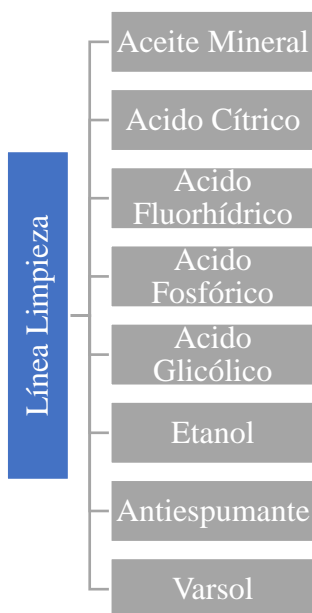 Línea Limpieza
Aceite Mineral
Acido Cítrico
Acido
Fluorhídrico
Acido
Fosfórico
Acido
Glicólico
Etanol
Antiespumante
Varsol